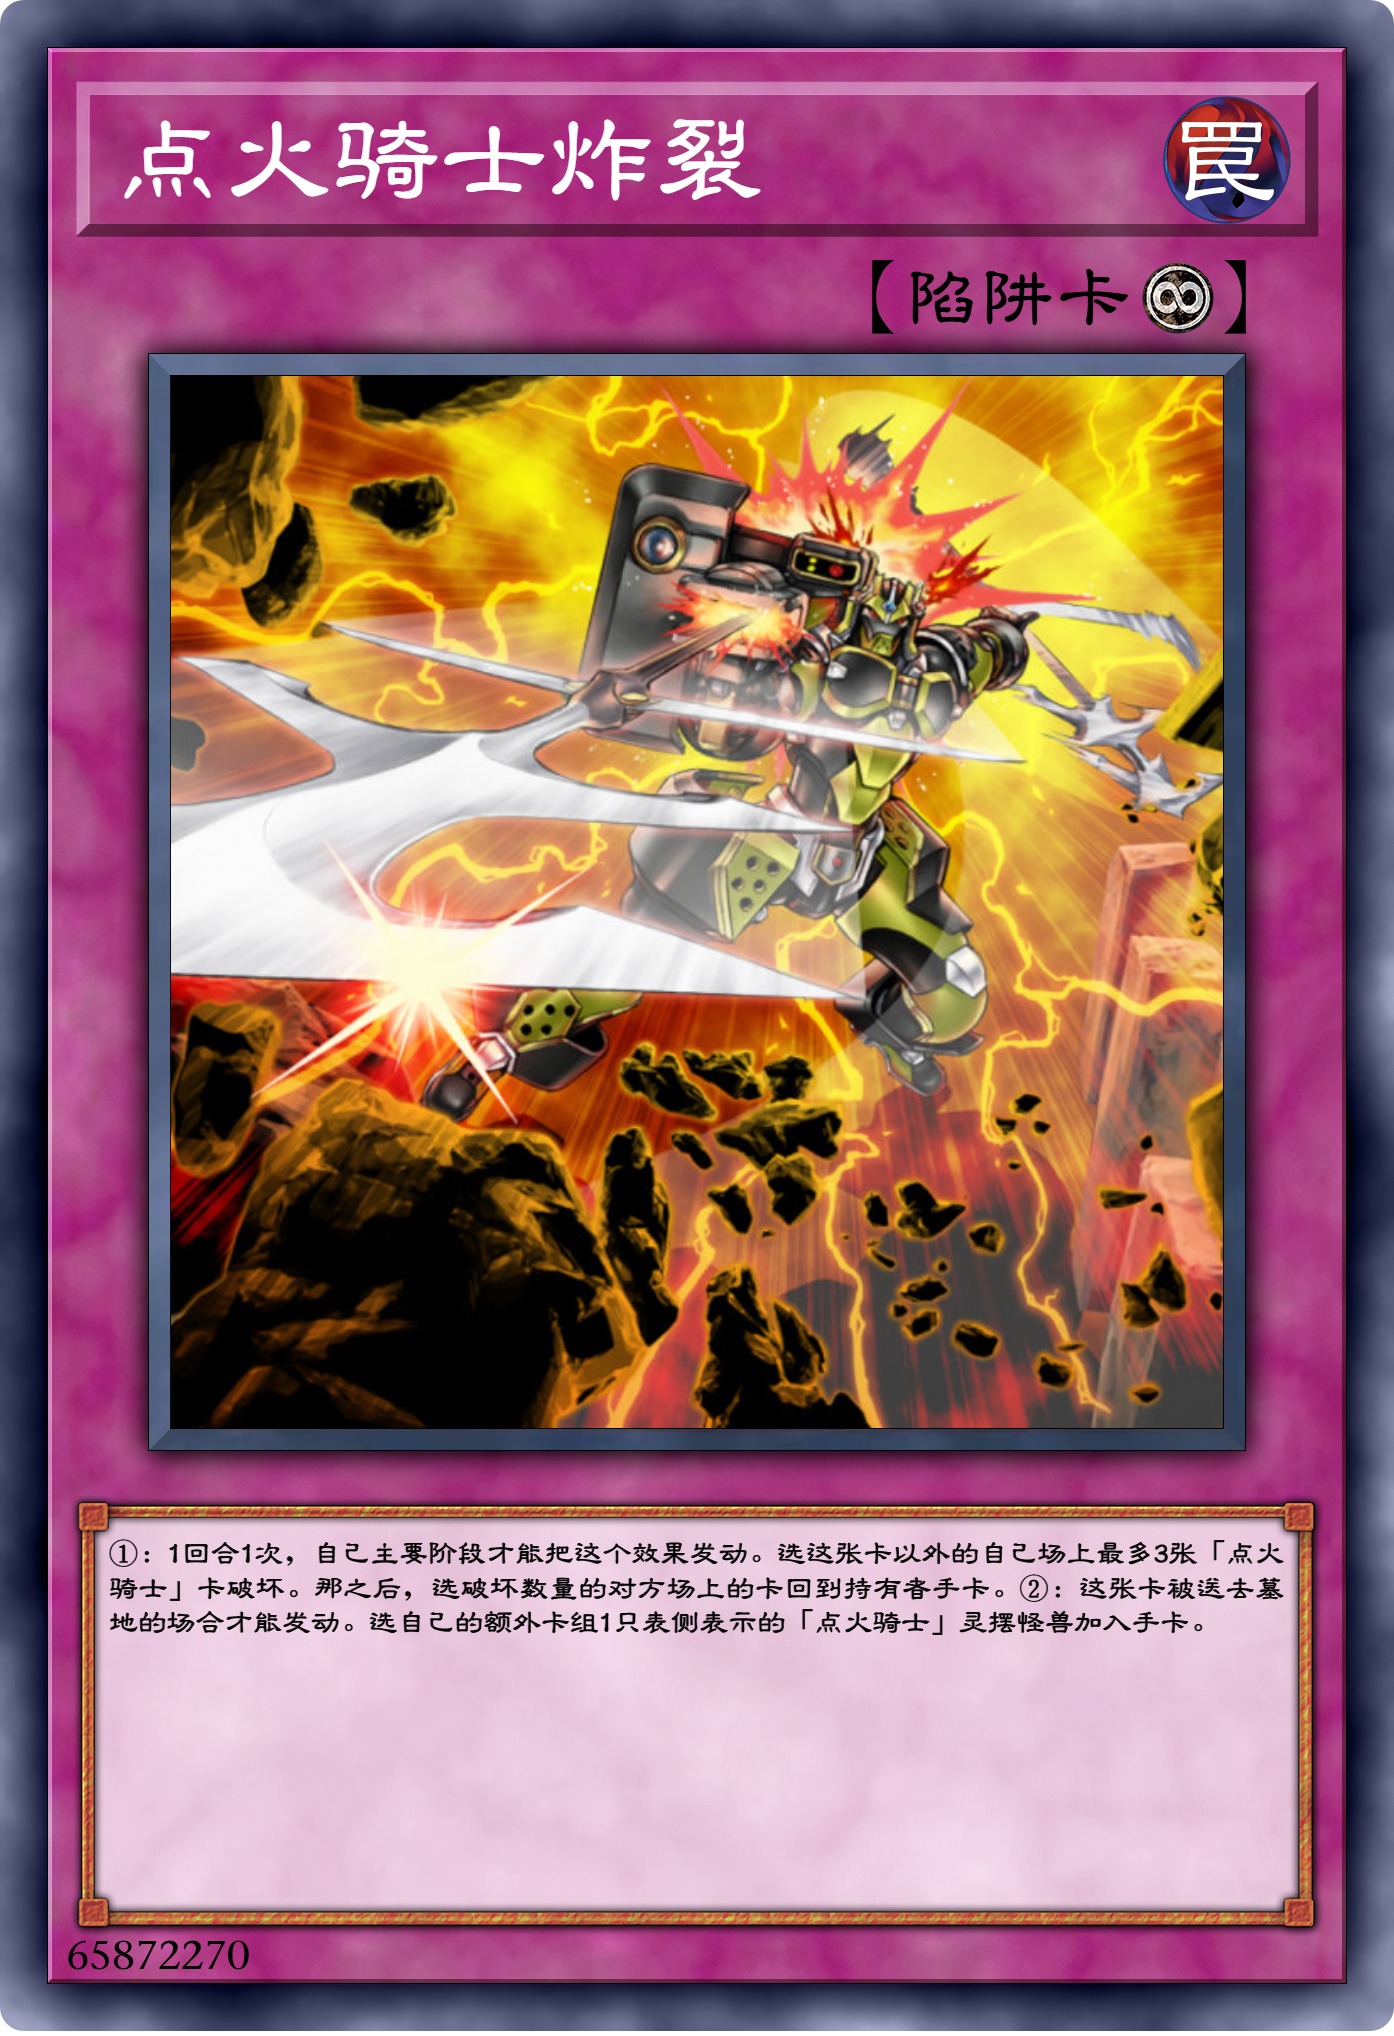 点火骑士炸裂
罠
【陷阱卡】
①：1回合1次，自己主要阶段才能把这个效果发动。选这张卡以外的自己场上最多3张「点火
骑士」卡破坏。那之后，选破坏数量的对方场上的卡回到持有者手卡。②：这张卡被送去墓
地的场合才能发动。选自己的额外卡组1只表侧表示的「点火骑士」灵摆怪兽加入手卡。
65872270